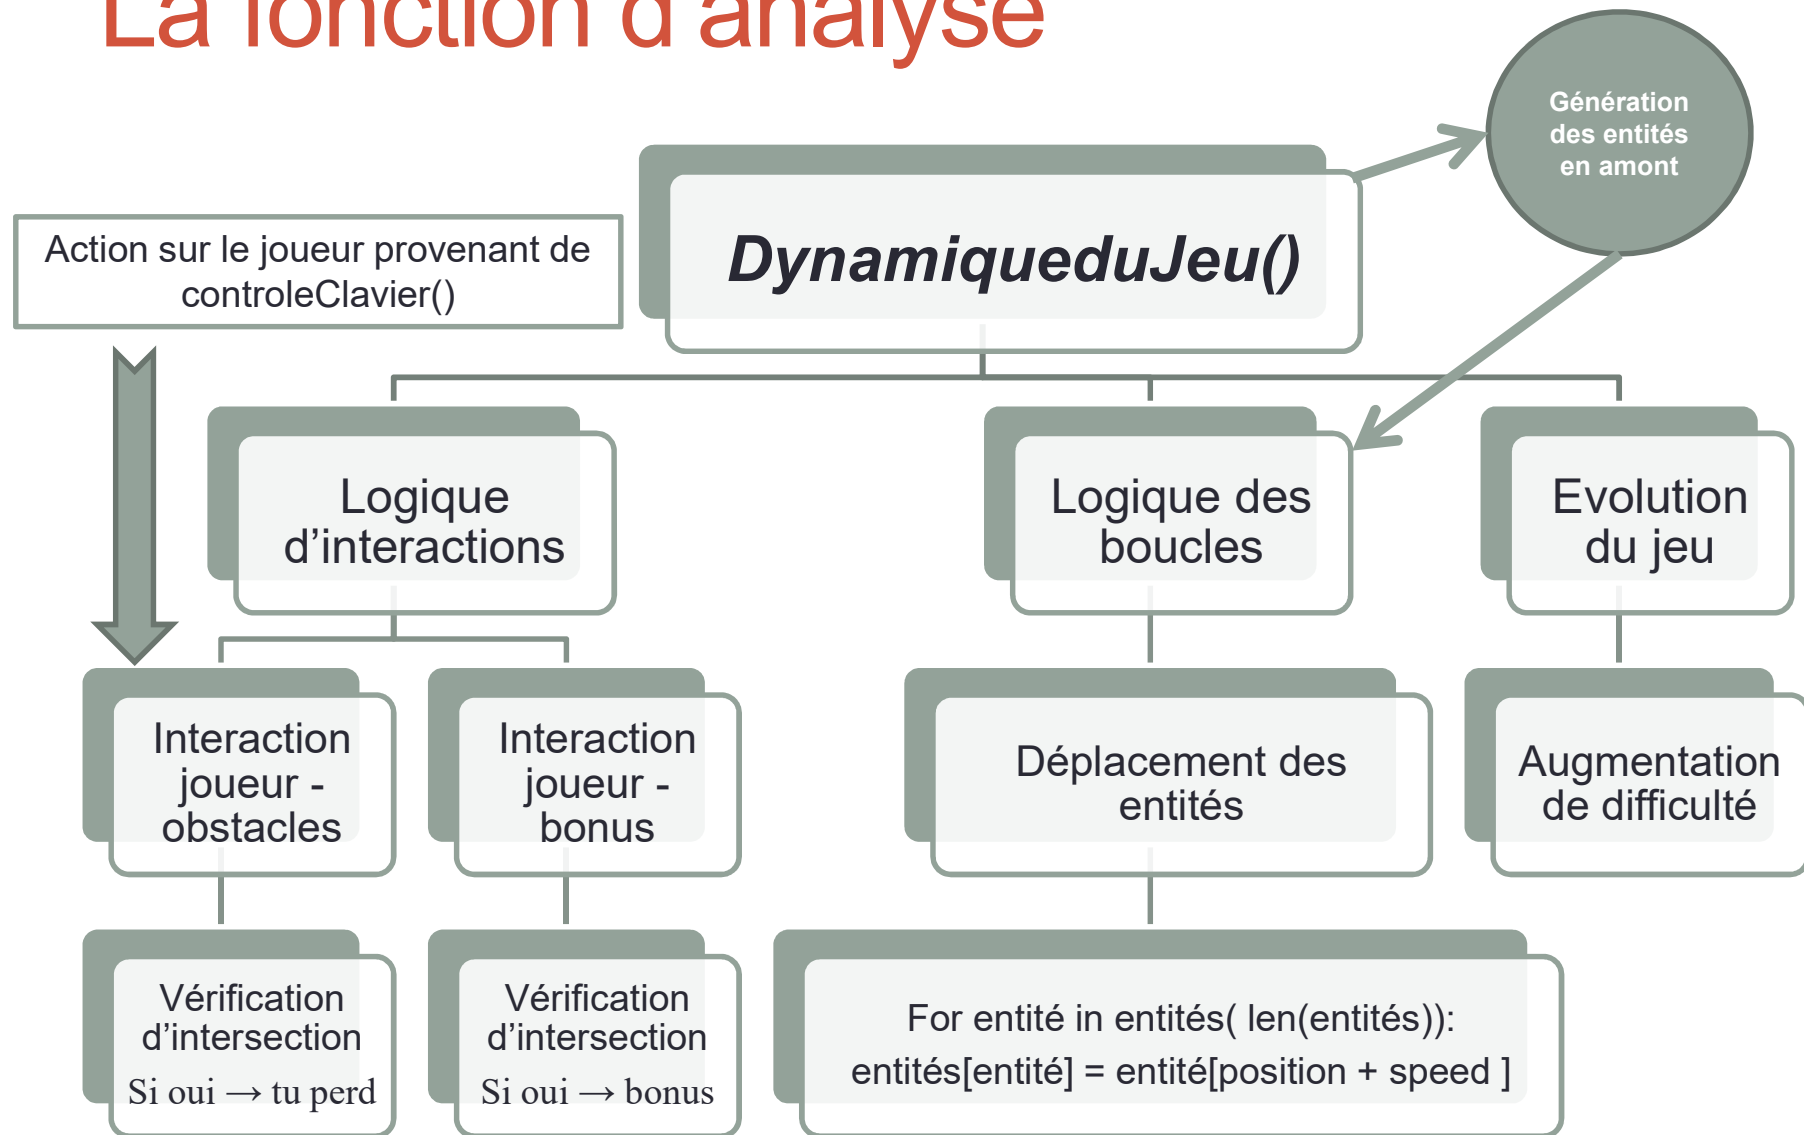 La fonction d’analyse
Génération
des entités
en amont
DynamiqueduJeu()
Action sur le joueur provenant de
controleClavier()
Logique
d’interactions
Logique des
boucles
Evolution
du jeu
Interaction
joueur -
obstacles
Interaction
joueur -
bonus
Déplacement des
entités
Augmentation
de difficulté
Vérification
d’intersection
Si oui → tu perd
Vérification
d’intersection
Si oui → bonus
For entité in entités( len(entités)):
entités[entité] = entité[position + speed ]